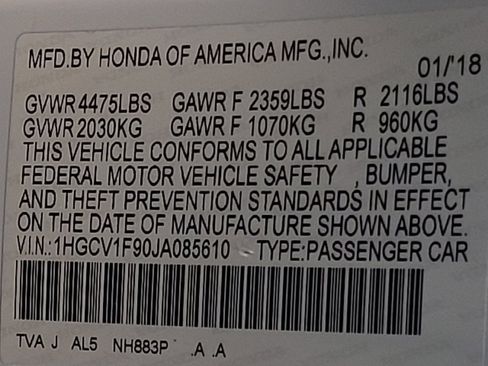 MFD.BY HONDA OF AMERICA MFG.,INC.
01/'18
GVWR 4475LBS GAWR F 2359LBS R 2116LBS
GVWR 2030KG GAWR F 1070KG R 960KG
THIS VEHICLE CONFORMS TO ALL APPLICABLE
FEDERAL MOTOR VEHICLE SAFETY , BUMPER,
AND THEFT PREVENTION STANDARDS IN EFFECT
ON THE DATE OF MANUFACTURE SHOWN ABOVE.
V.I.N.:1HGCV1F90JA085610 TYPE:PASSENGER CAR
TVA J AL5 NH883P .A .A